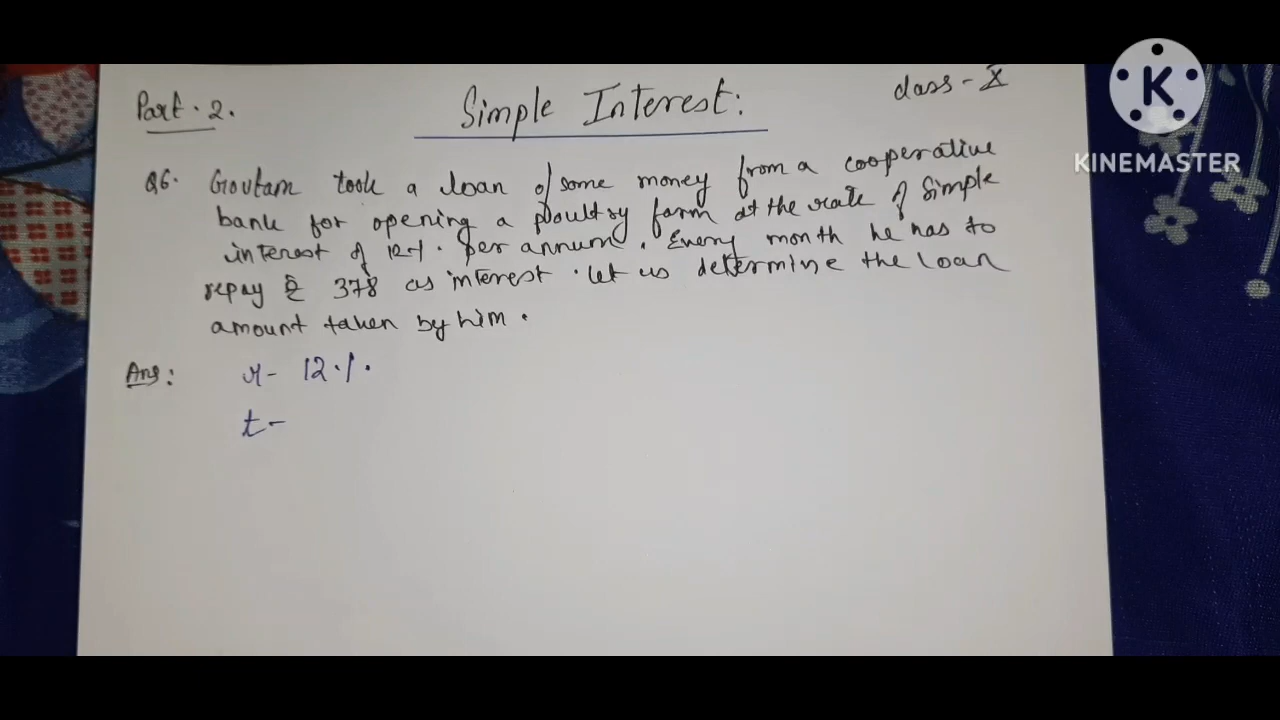 Part. 2.
Simple Interest:
class - X
K
KINEMASTER
Q6. Goutam took a loan of some money from a cooperative
bank for opening a poultry farm at the rate of simple
interest of 12%. per annum. Every month he has to
repay ₹ 378 as interest. let us determine the loan
amount taken by him.
Ans: r - 12%.
t -